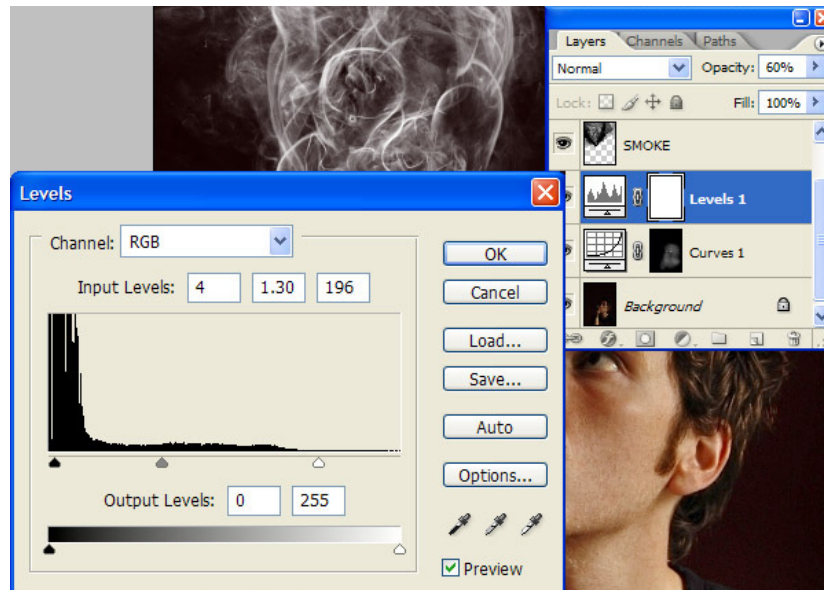 Layers Channels Paths
Normal Opacity: 60%
Lock: Fill: 100%
SMOKE
Levels 1
Curves 1
Background
Levels
Channel: RGB
Input Levels: 4 1.30 196
Output Levels: 0 255
OK
Cancel
Load...
Save...
Auto
Options...
Preview